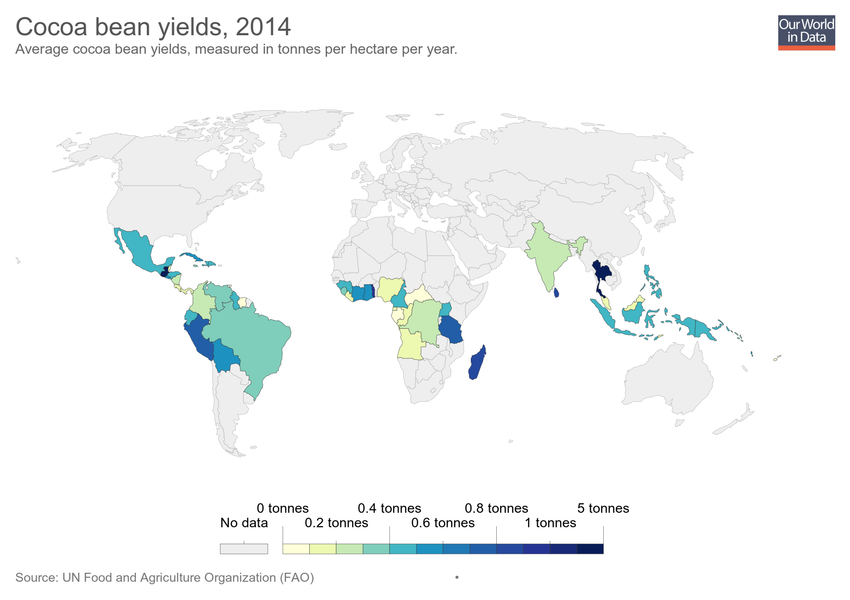 Cocoa bean yields, 2014
Average cocoa bean yields, measured in tonnes per hectare per year.
Our World
in Data
0 tonnes 0.4 tonnes 0.8 tonnes 5 tonnes
No data 0.2 tonnes 0.6 tonnes 1 tonnes
Source: UN Food and Agriculture Organization (FAO) •